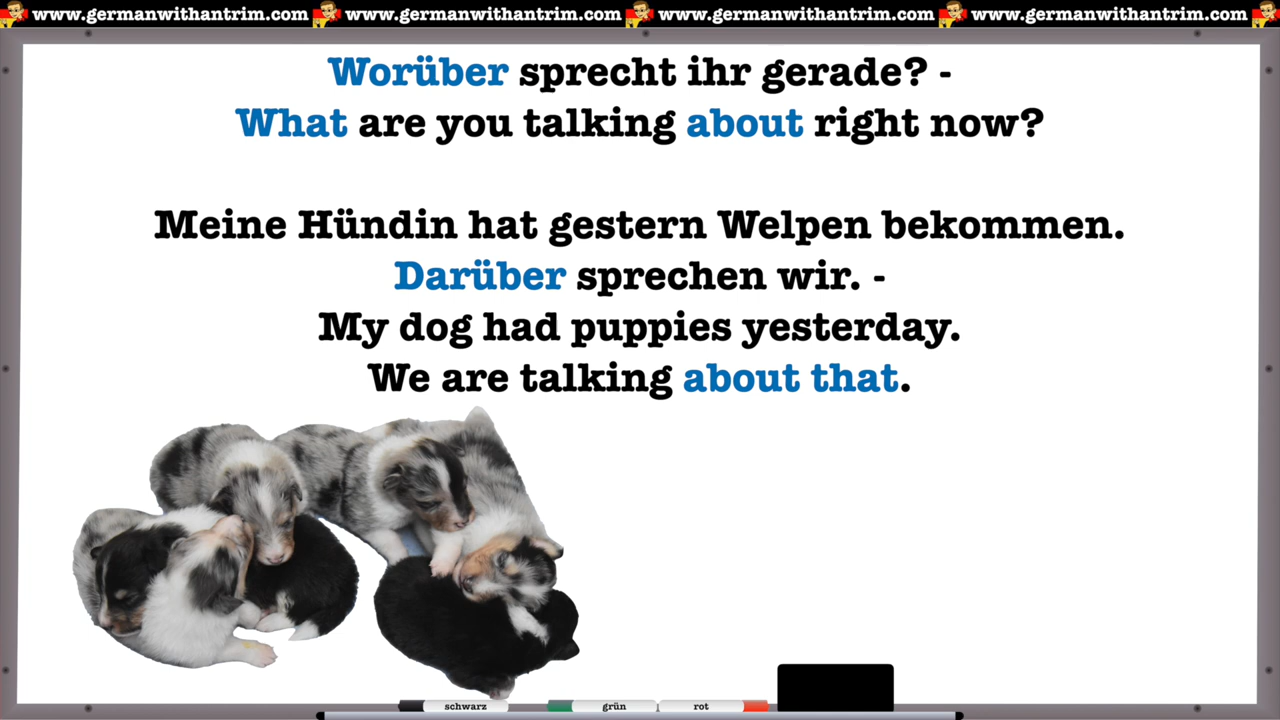 www.germanwithantrim.com www.germanwithantrim.com www.germanwithantrim.com www.germanwithantrim.com
Worüber sprecht ihr gerade? -
What are you talking about right now?
Meine Hündin hat gestern Welpen bekommen.
Darüber sprechen wir. -
My dog had puppies yesterday.
We are talking about that.
schwarz grün rot